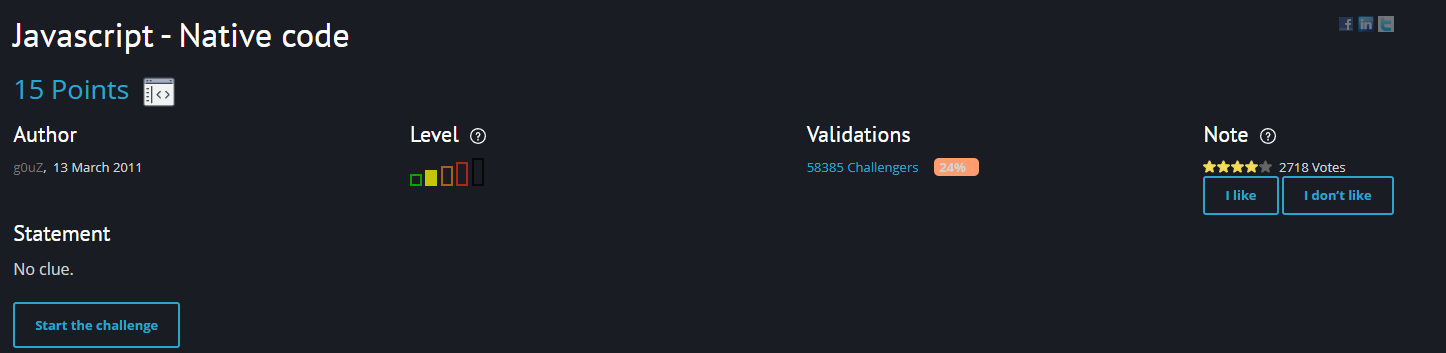 Javascript - Native code
15 Points
Author
Level
Validations
Note
g0uZ, 13 March 2011
58385 Challengers 24%
2718 Votes
I like
I don't like
Statement
No clue.
Start the challenge